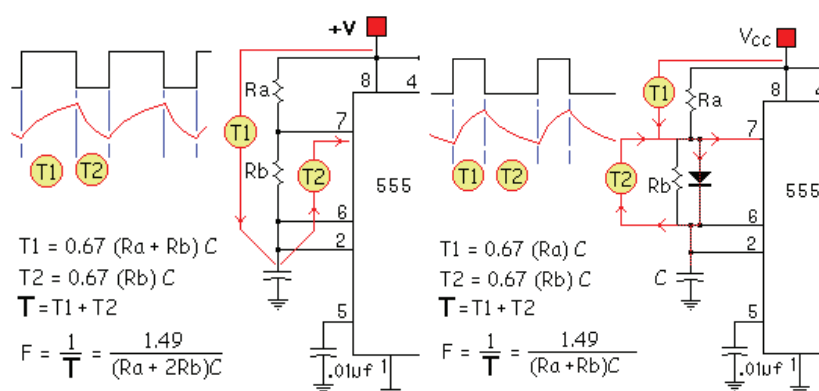 +V
8 4
Ra
7
T1
T2
Rb
555
6
2
T1 T2
T1 = 0.67 (Ra + Rb) C
T2 = 0.67 (Rb) C
T = T1 + T2
F = 1/T = 1.49/(Ra + 2Rb)C
5
.01µf 1
Vcc
8 4
T1
Ra
7
T2
Rb
555
6
2
T1 T2
C
T1 = 0.67 (Ra) C
T2 = 0.67 (Rb) C
T = T1 + T2
F = 1/T = 1.49/(Ra + Rb)C
5
.01µf 1